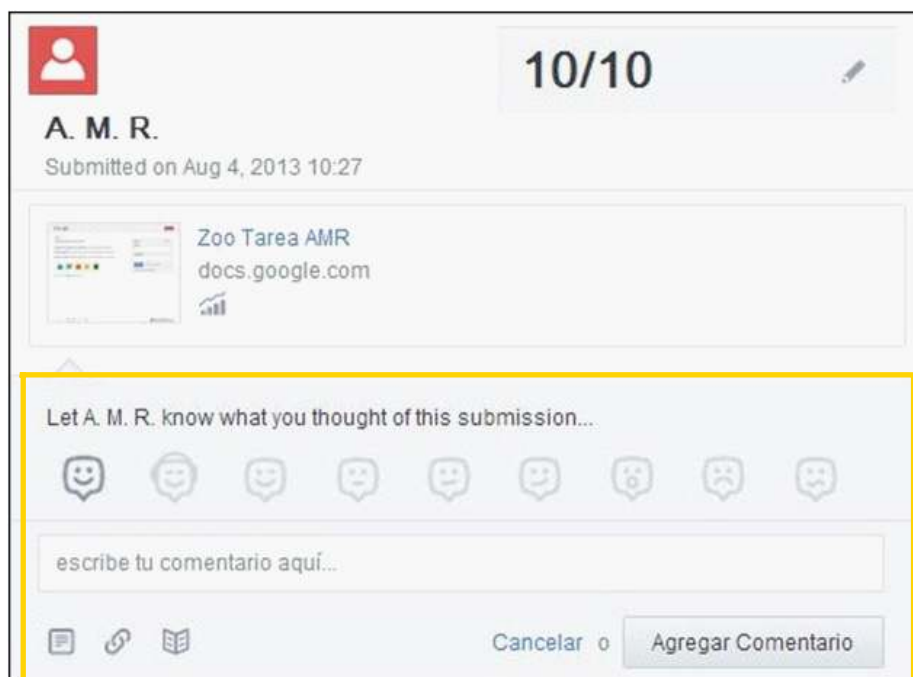 10/10
A. M. R.
Submitted on Aug 4, 2013 10:27
Zoo Tarea AMR
docs.google.com
Let A. M. R. know what you thought of this submission...
escribe tu comentario aquí...
Cancelar o Agregar Comentario